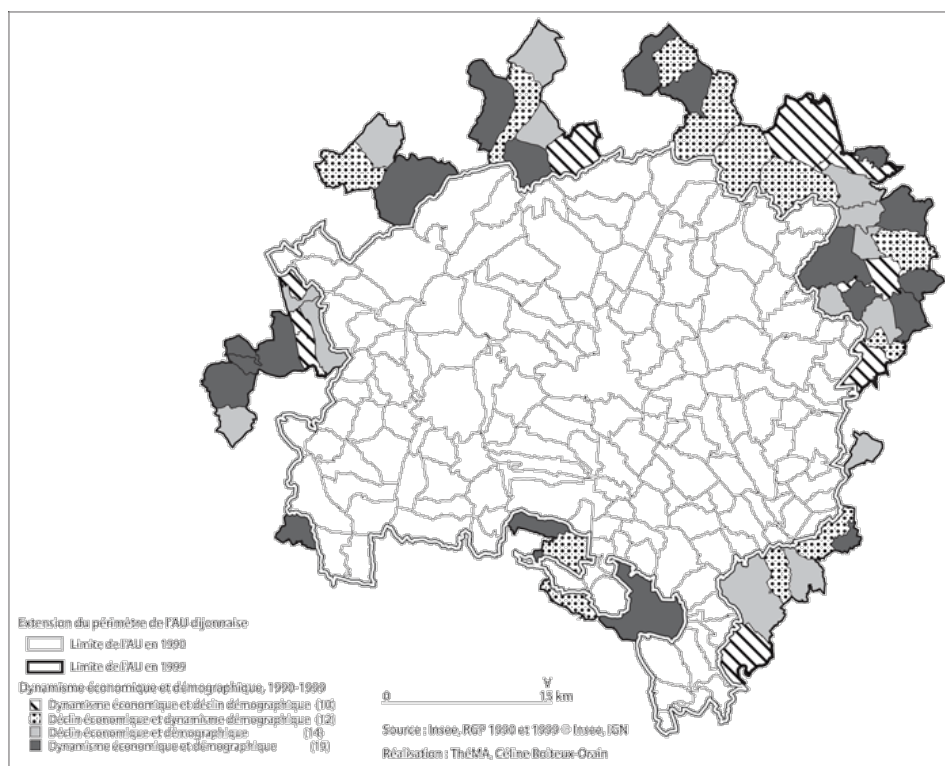 Extension du périmètre de l'AU dijonnaise
Limite de l'AU en 1990
Limite de l'AU en 1999
Dynamisme économique et démographique, 1990-1999
Dynamisme économique et déclin démographique (10)
Déclin économique et dynamisme démographique (12)
Déclin économique et démographique (14)
Dynamisme économique et démographique (19)
0 15 km
Source : Insee, RGP 1990 et 1999 © Insee, IGN
Réalisation : ThéMA, Céline Boiteux-Orain